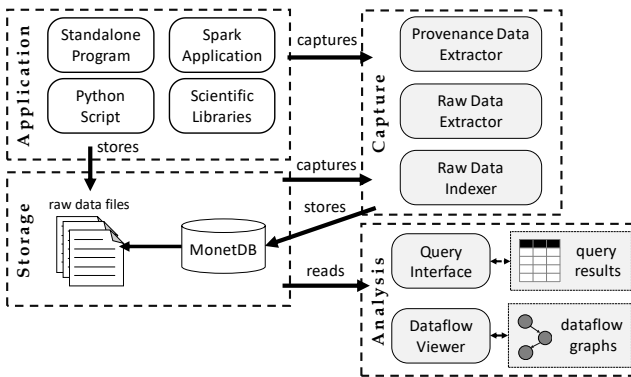 Application
Standalone
Program
Spark
Application
Python
Script
Scientific
Libraries
captures
Capture
Provenance Data
Extractor
Raw Data
Extractor
Raw Data
Indexer
stores
captures
Storage
raw data files
MonetDB
stores
reads
Analysis
Query
Interface
query
results
Dataflow
Viewer
dataflow
graphs